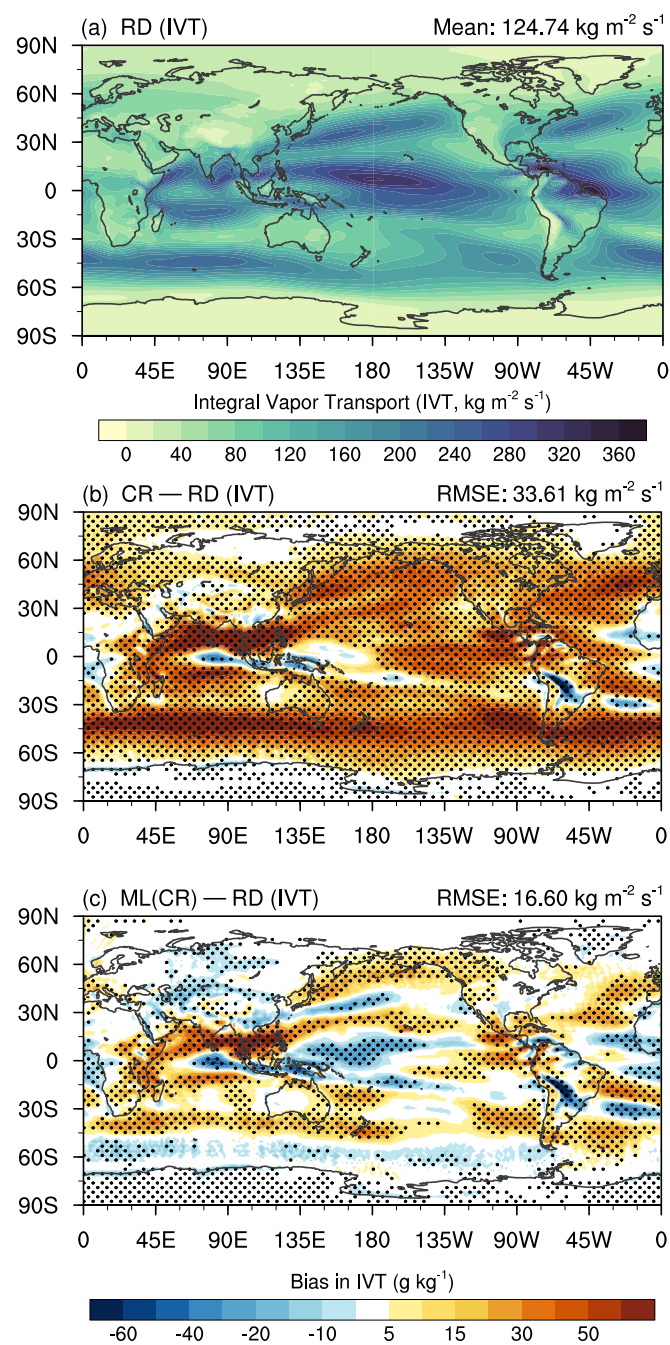 (a) RD (IVT) Mean: 124.74 kg m⁻² s⁻¹
90N
60N
30N
0
30S
60S
90S
0 45E 90E 135E 180 135W 90W 45W 0
Integral Vapor Transport (IVT, kg m⁻² s⁻¹)
0 40 80 120 160 200 240 280 320 360
(b) CR — RD (IVT) RMSE: 33.61 kg m⁻² s⁻¹
90N
60N
30N
0
30S
60S
90S
0 45E 90E 135E 180 135W 90W 45W 0
(c) ML(CR) — RD (IVT) RMSE: 16.60 kg m⁻² s⁻¹
90N
60N
30N
0
30S
60S
90S
0 45E 90E 135E 180 135W 90W 45W 0
Bias in IVT (g kg⁻¹)
-60 -40 -20 -10 5 15 30 50